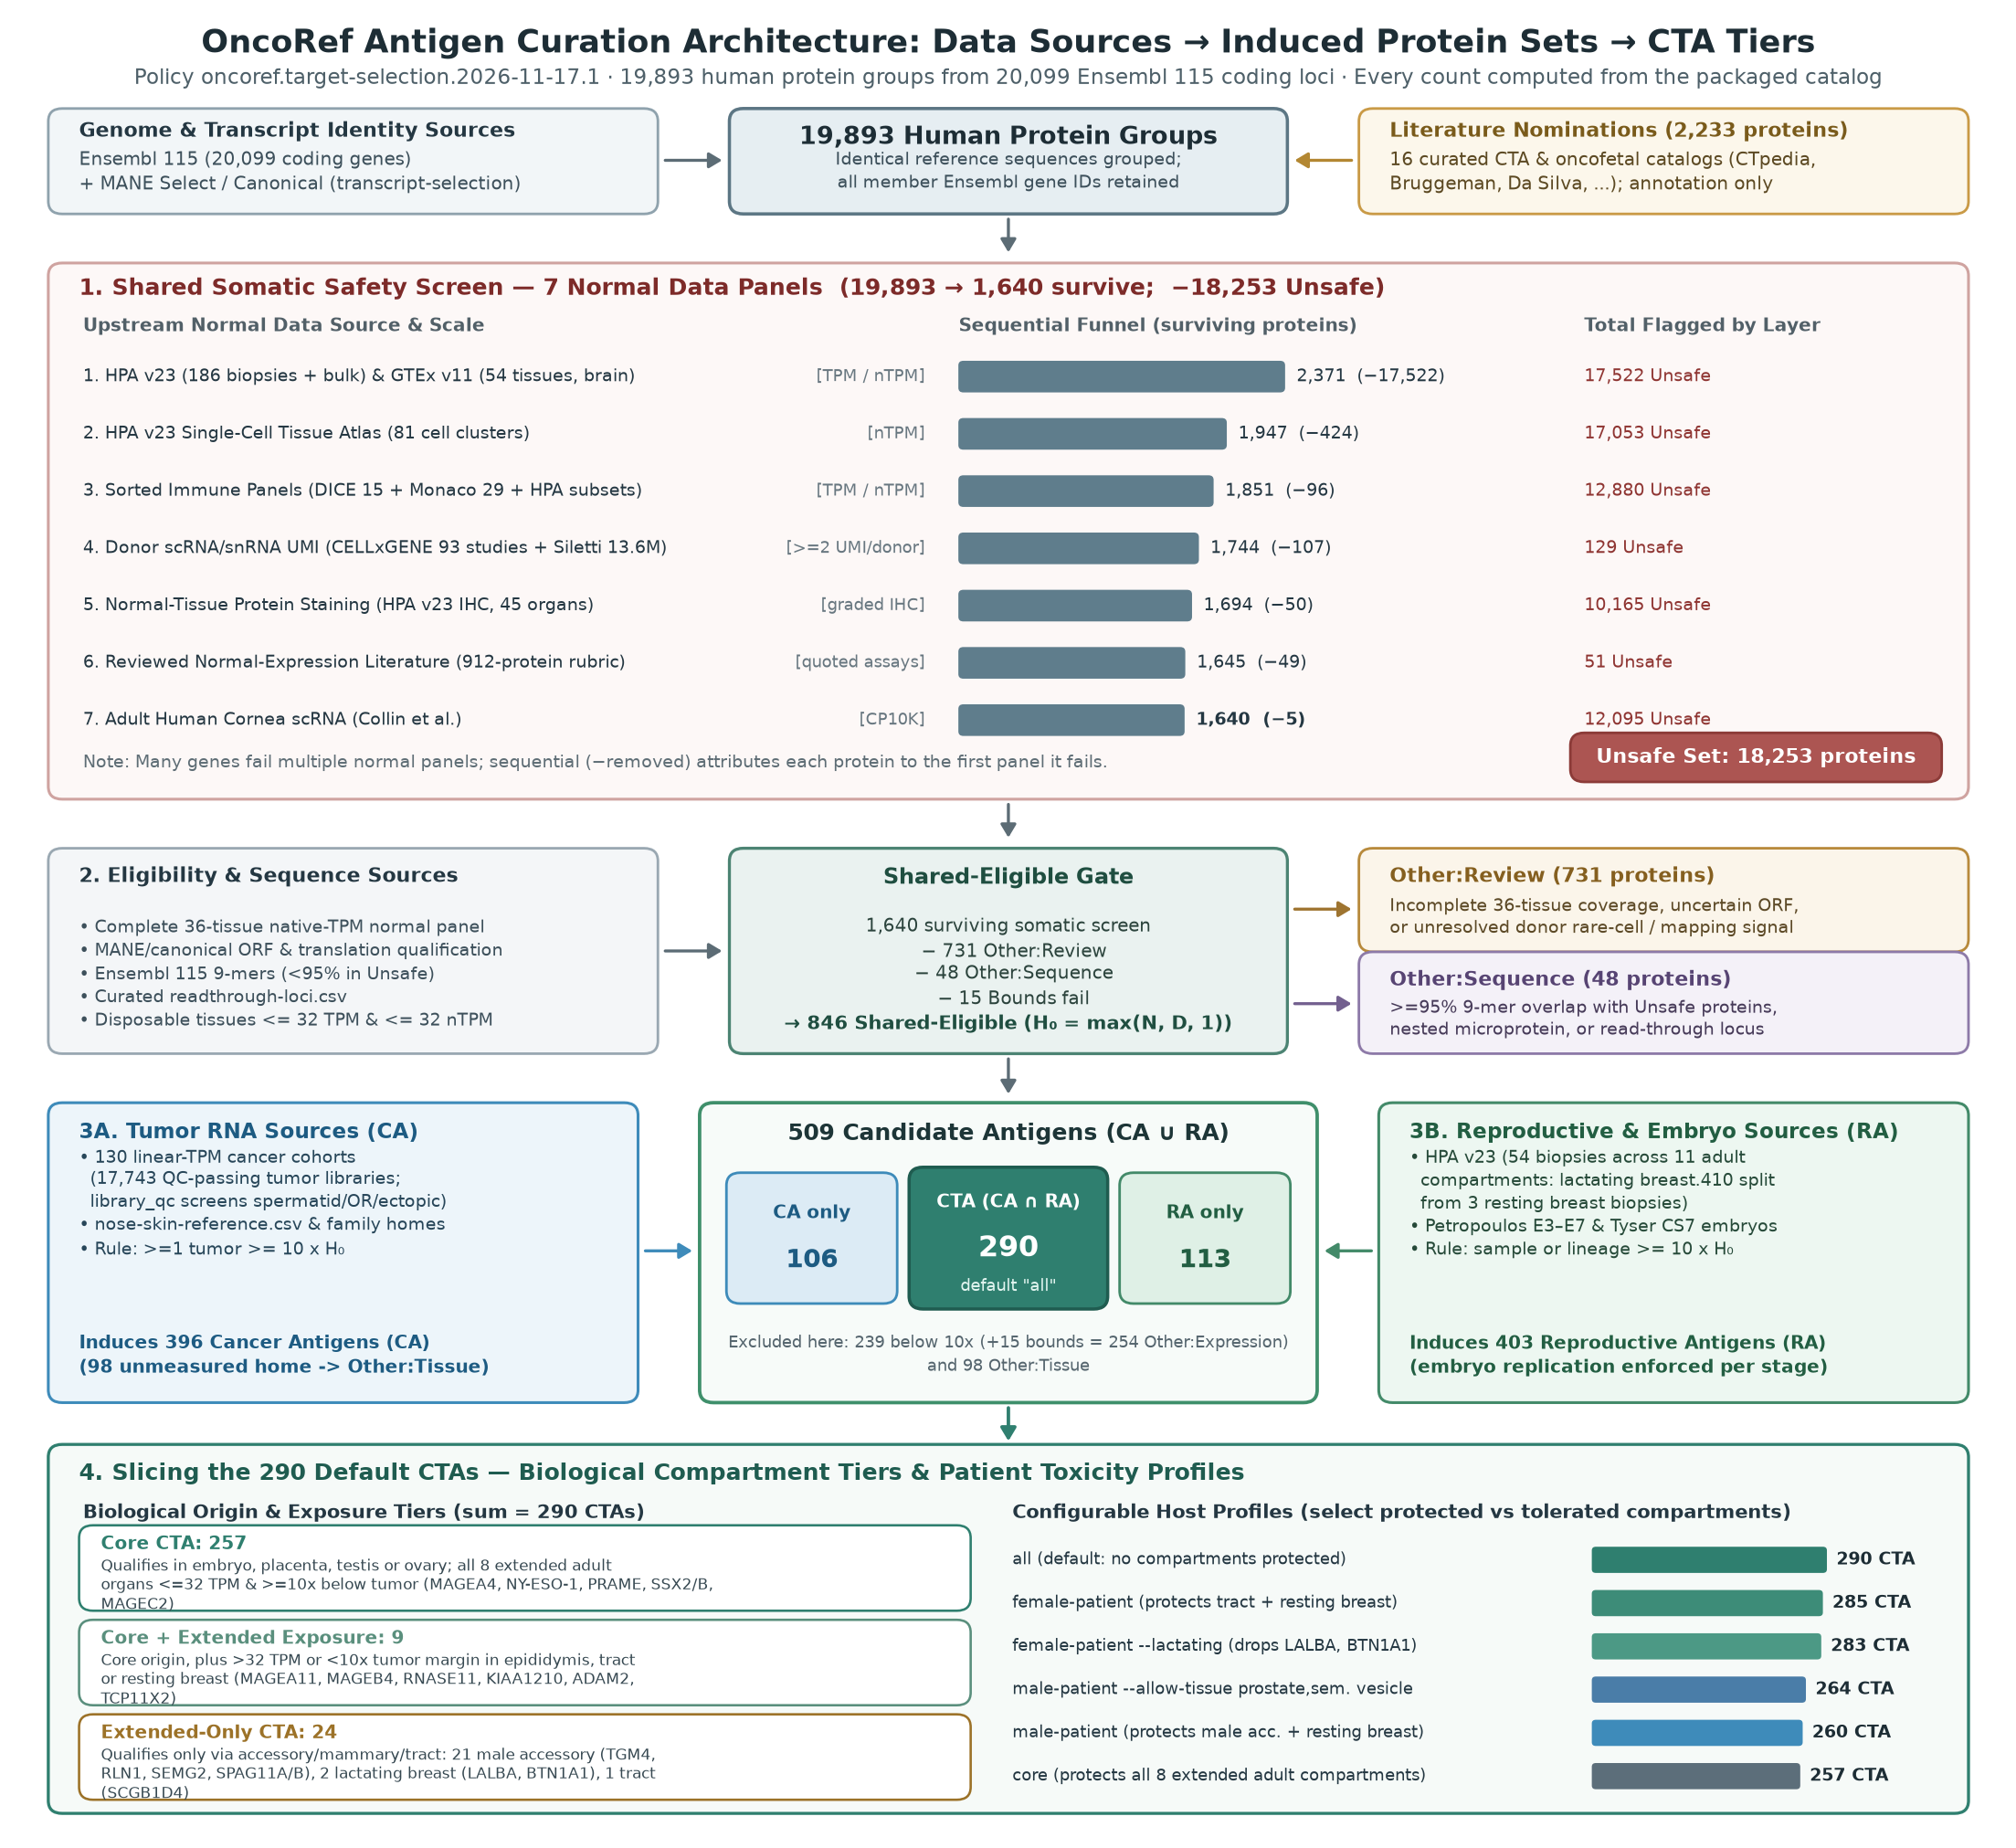 OncoRef Antigen Curation Architecture: Data Sources → Induced Protein Sets → CTA Tiers
Policy oncoref.target-selection.2026-11-17.1 · 19,893 human protein groups from 20,099 Ensembl 115 coding loci · Every count computed from the packaged catalog
Genome & Transcript Identity Sources
Ensembl 115 (20,099 coding genes)
+ MANE Select / Canonical (transcript-selection)
19,893 Human Protein Groups
Identical reference sequences grouped;
all member Ensembl gene IDs retained
Literature Nominations (2,233 proteins)
16 curated CTA & oncofetal catalogs (CTpedia,
Bruggeman, Da Silva, ...); annotation only
1. Shared Somatic Safety Screen — 7 Normal Data Panels (19,893 → 1,640 survive; −18,253 Unsafe)
Upstream Normal Data Source & Scale
Sequential Funnel (surviving proteins)
Total Flagged by Layer
1. HPA v23 (186 biopsies + bulk) & GTEx v11 (54 tissues, brain) [TPM / nTPM] 2,371 (−17,522) 17,522 Unsafe
2. HPA v23 Single-Cell Tissue Atlas (81 cell clusters) [nTPM] 1,947 (−424) 17,053 Unsafe
3. Sorted Immune Panels (DICE 15 + Monaco 29 + HPA subsets) [TPM / nTPM] 1,851 (−96) 12,880 Unsafe
4. Donor scRNA/snRNA UMI (CELLxGENE 93 studies + Siletti 13.6M) [>=2 UMI/donor] 1,744 (−107) 129 Unsafe
5. Normal-Tissue Protein Staining (HPA v23 IHC, 45 organs) [graded IHC] 1,694 (−50) 10,165 Unsafe
6. Reviewed Normal-Expression Literature (912-protein rubric) [quoted assays] 1,645 (−49) 51 Unsafe
7. Adult Human Cornea scRNA (Collin et al.) [CP10K] 1,640 (−5) 12,095 Unsafe
Note: Many genes fail multiple normal panels; sequential (−removed) attributes each protein to the first panel it fails.
Unsafe Set: 18,253 proteins
2. Eligibility & Sequence Sources
• Complete 36-tissue native-TPM normal panel
• MANE/canonical ORF & translation qualification
• Ensembl 115 9-mers (<95% in Unsafe)
• Curated readthrough-loci.csv
• Disposable tissues <= 32 TPM & <= 32 nTPM
Shared-Eligible Gate
1,640 surviving somatic screen
− 731 Other:Review
− 48 Other:Sequence
− 15 Bounds fail
→ 846 Shared-Eligible (H₀ = max(N, D, 1))
Other:Review (731 proteins)
Incomplete 36-tissue coverage, uncertain ORF,
or unresolved donor rare-cell / mapping signal
Other:Sequence (48 proteins)
>=95% 9-mer overlap with Unsafe proteins,
nested microprotein, or read-through locus
3A. Tumor RNA Sources (CA)
• 130 linear-TPM cancer cohorts
(17,743 QC-passing tumor libraries;
library_qc screens spermatid/OR/ectopic)
• nose-skin-reference.csv & family homes
• Rule: >=1 tumor >= 10 x H₀
Induces 396 Cancer Antigens (CA)
(98 unmeasured home -> Other:Tissue)
509 Candidate Antigens (CA ∪ RA)
CA only
106
CTA (CA ∩ RA)
290
default "all"
RA only
113
Excluded here: 239 below 10x (+15 bounds = 254 Other:Expression)
and 98 Other:Tissue
3B. Reproductive & Embryo Sources (RA)
• HPA v23 (54 biopsies across 11 adult
compartments: lactating breast.410 split
from 3 resting breast biopsies)
• Petropoulos E3–E7 & Tyser CS7 embryos
• Rule: sample or lineage >= 10 x H₀
Induces 403 Reproductive Antigens (RA)
(embryo replication enforced per stage)
4. Slicing the 290 Default CTAs — Biological Compartment Tiers & Patient Toxicity Profiles
Biological Origin & Exposure Tiers (sum = 290 CTAs)
Core CTA: 257
Qualifies in embryo, placenta, testis or ovary; all 8 extended adult
organs <=32 TPM & >=10x below tumor (MAGEA4, NY-ESO-1, PRAME, SSX2/B,
MAGEC2)
Core + Extended Exposure: 9
Core origin, plus >32 TPM or <10x tumor margin in epididymis, tract
or resting breast (MAGEA11, MAGEB4, RNASE11, KIAA1210, ADAM2,
TCP11X2)
Extended-Only CTA: 24
Qualifies only via accessory/mammary/tract: 21 male accessory (TGM4,
RLN1, SEMG2, SPAG11A/B), 2 lactating breast (LALBA, BTN1A1), 1 tract
(SCGB1D4)
Configurable Host Profiles (select protected vs tolerated compartments)
all (default: no compartments protected) 290 CTA
female-patient (protects tract + resting breast) 285 CTA
female-patient --lactating (drops LALBA, BTN1A1) 283 CTA
male-patient --allow-tissue prostate,sem. vesicle 264 CTA
male-patient (protects male acc. + resting breast) 260 CTA
core (protects all 8 extended adult compartments) 257 CTA